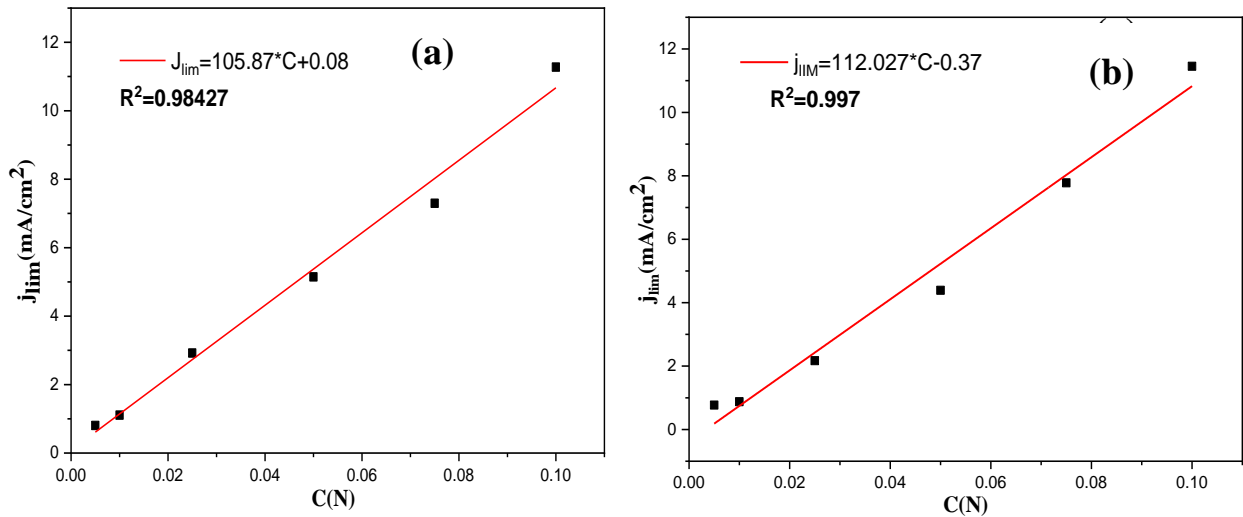 (a)
J_lim=105.87*C+0.08
R²=0.98427
12
10
8
6
4
2
0
0.00 0.02 0.04 0.06 0.08 0.10
j_lim(mA/cm²)
C(N)
(b)
j_lIM=112.027*C-0.37
R²=0.997
12
10
8
6
4
2
0
0.00 0.02 0.04 0.06 0.08 0.10
j_lim(mA/cm²)
C(N)